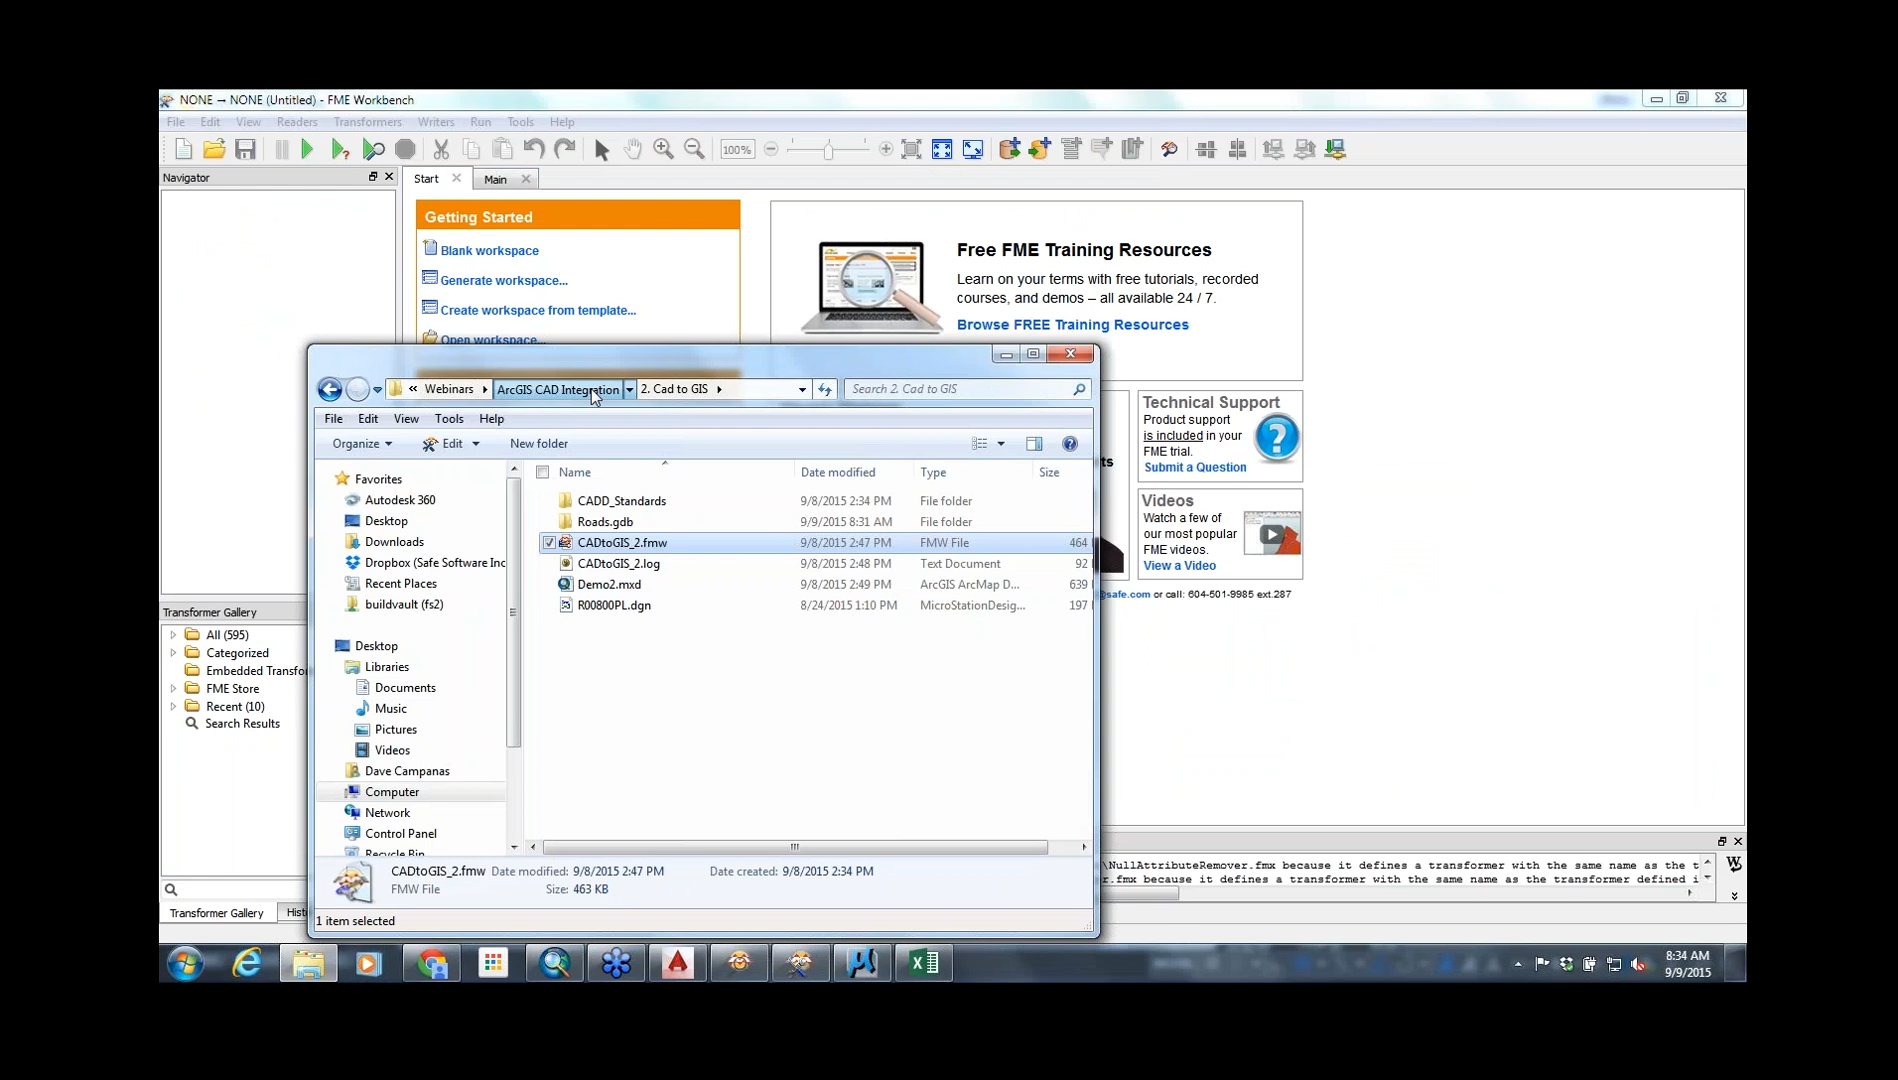 NONE → NONE (Untitled) - FME Workbench
File Edit View Readers Transformers Writers Run Tools Help
100%
Navigator
Start
Main
Getting Started
Blank workspace
Generate workspace...
Create workspace from template...
Open workspace...
Free FME Training Resources
Learn on your terms with free tutorials, recorded
courses, and demos – all available 24 / 7.
Browse FREE Training Resources
Technical Support
Product support
is included in your
FME trial.
Submit a Question
Videos
Watch a few of
our most popular
FME videos.
View a Video
@safe.com or call: 604-501-9985 ext.287
« Webinars ArcGIS CAD Integration 2. Cad to GIS
Search 2. Cad to GIS
File Edit View Tools Help
Organize Edit New folder
Name Date modified Type Size
CADD_Standards 9/8/2015 2:34 PM File folder
Roads.gdb 9/9/2015 8:31 AM File folder
CADtoGIS_2.fmw 9/8/2015 2:47 PM FMW File 464
CADtoGIS_2.log 9/8/2015 2:48 PM Text Document 92
Demo2.mxd 9/8/2015 2:49 PM ArcGIS ArcMap D... 639
R00800PL.dgn 8/24/2015 1:10 PM MicroStationDesig... 197
Favorites
Autodesk 360
Desktop
Downloads
Dropbox (Safe Software Inc
Recent Places
buildvault (fs2)
Desktop
Libraries
Documents
Music
Pictures
Videos
Dave Campanas
Computer
Network
Control Panel
Recycle Bin
CADtoGIS_2.fmw Date modified: 9/8/2015 2:47 PM Date created: 9/8/2015 2:34 PM
FMW File Size: 463 KB
1 item selected
Transformer Gallery
All (595)
Categorized
Embedded Transfo
FME Store
Recent (10)
Search Results
Transformer Gallery
Hist
ts
\NullAttributeRemover.fmx because it defines a transformer with the same name as the t
r.fmx because it defines a transformer with the same name as the transformer defined i
8:34 AM
9/9/2015